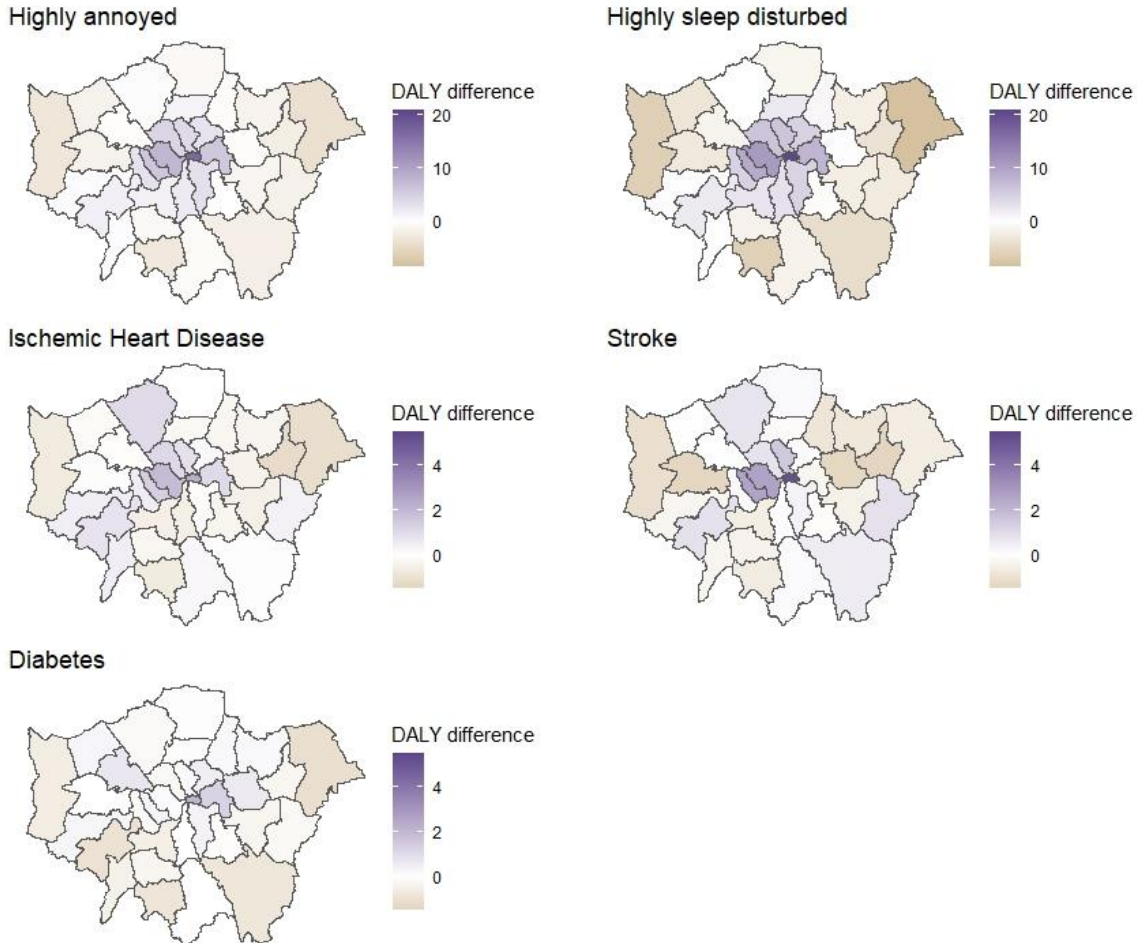 Highly annoyed
DALY difference
20
10
0
Highly sleep disturbed
DALY difference
20
10
0
Ischemic Heart Disease
DALY difference
4
2
0
Stroke
DALY difference
4
2
0
Diabetes
DALY difference
4
2
0